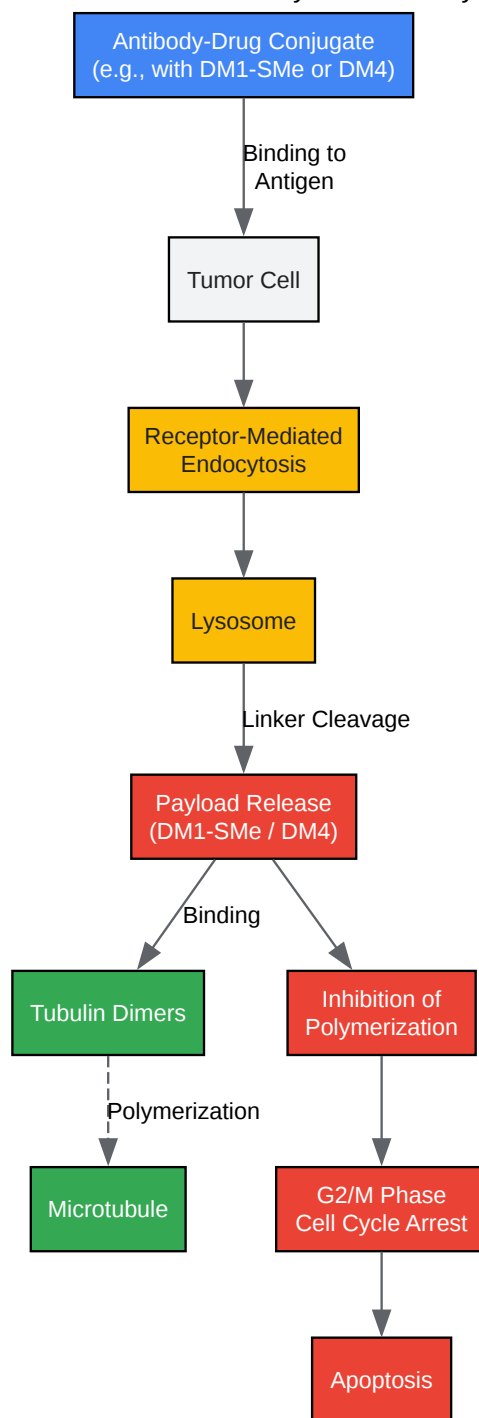 Antibody-Drug Conjugate
(e.g., with DM1-SMe or DM4)
Binding to
Antigen
Tumor Cell
Receptor-Mediated
Endocytosis
Lysosome
Linker Cleavage
Payload Release
(DM1-SMe / DM4)
Binding
Tubulin Dimers
Inhibition of
Polymerization
Polymerization
Microtubule
G2/M Phase
Cell Cycle Arrest
Apoptosis